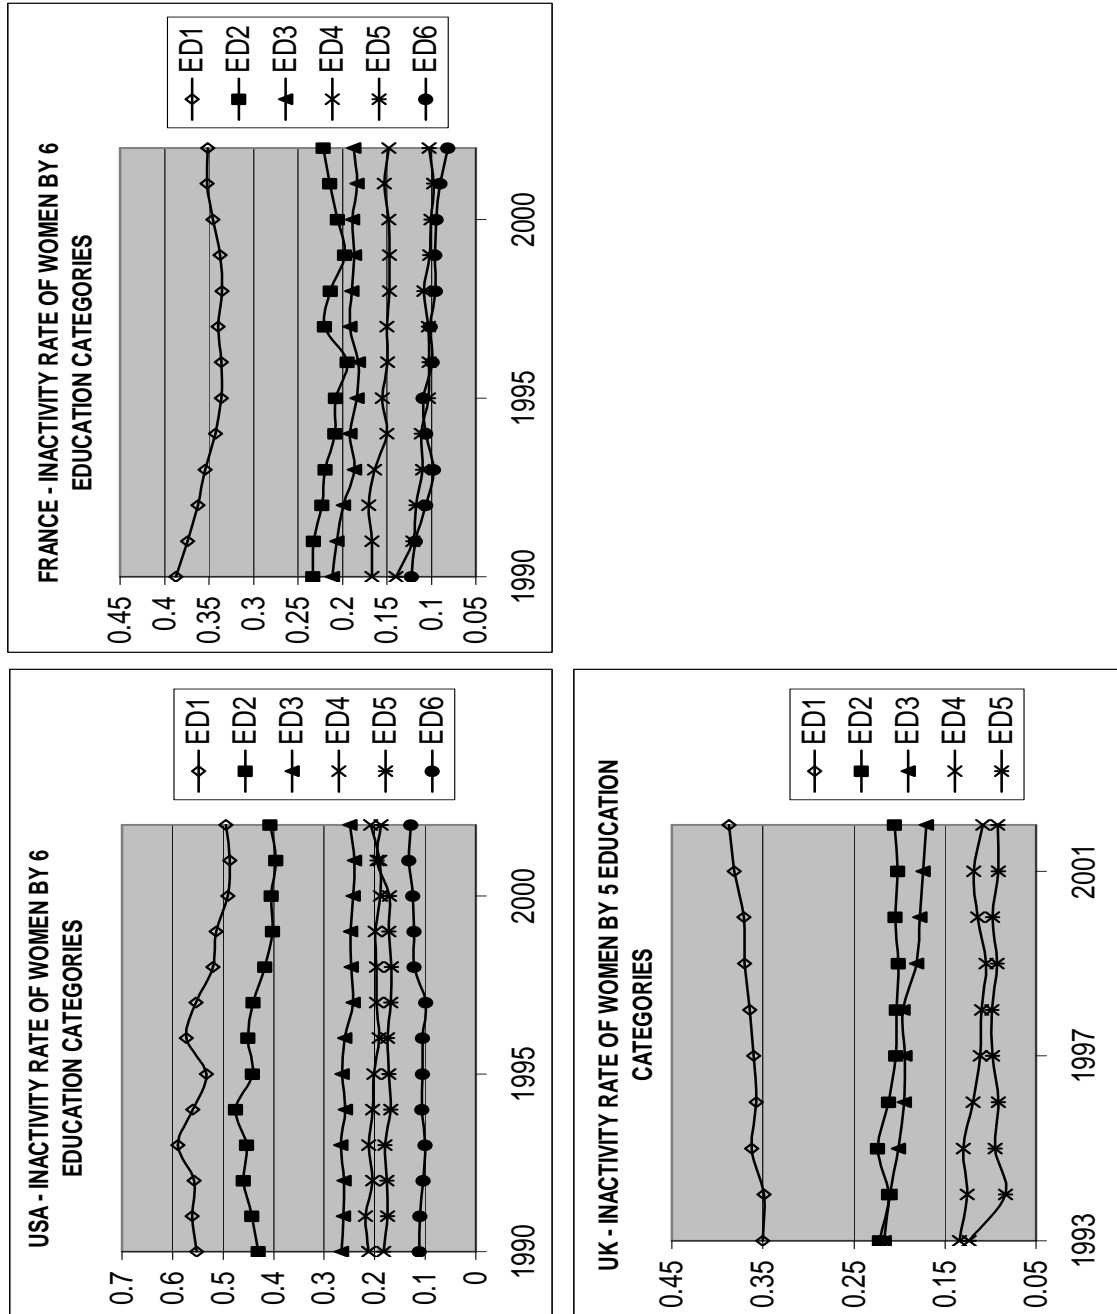 USA - INACTIVITY RATE OF WOMEN BY 6
EDUCATION CATEGORIES
0.7
0.6
0.5
0.4
0.3
0.2
0.1
0
1990
1995
2000
ED1
ED2
ED3
ED4
ED5
ED6
FRANCE - INACTIVITY RATE OF WOMEN BY 6
EDUCATION CATEGORIES
0.45
0.4
0.35
0.3
0.25
0.2
0.15
0.1
0.05
1990
1995
2000
ED1
ED2
ED3
ED4
ED5
ED6
UK - INACTIVITY RATE OF WOMEN BY 5 EDUCATION
CATEGORIES
0.45
0.35
0.25
0.15
0.05
1993
1997
2001
ED1
ED2
ED3
ED4
ED5